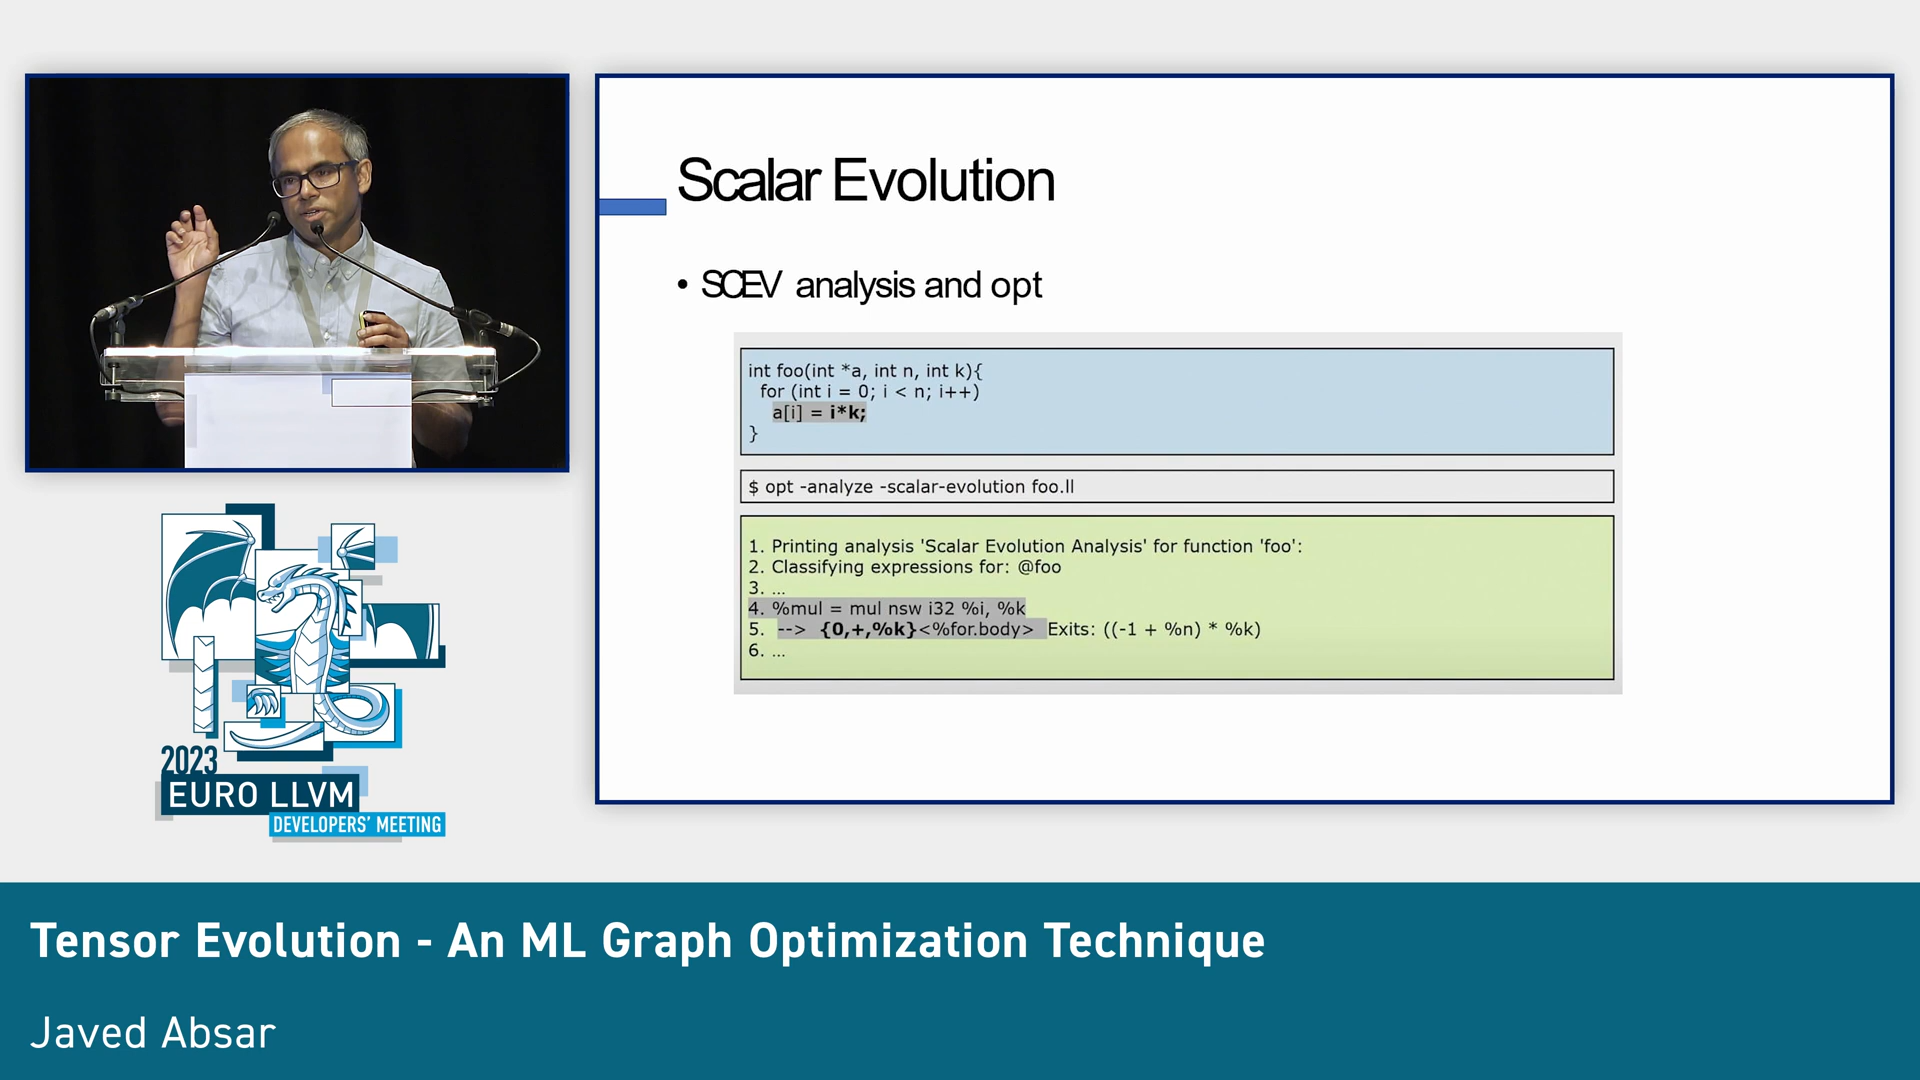 Scalar Evolution
• SCEV analysis and opt
int foo(int *a, int n, int k){
for (int i = 0; i < n; i++)
a[i] = i*k;
}
$ opt -analyze -scalar-evolution foo.ll
1. Printing analysis 'Scalar Evolution Analysis' for function 'foo':
2. Classifying expressions for: @foo
3. ...
4. %mul = mul nsw i32 %i, %k
5. --> {0,+,%k}<%for.body> Exits: ((-1 + %n) * %k)
6. ...
2023
EURO LLVM
DEVELOPERS' MEETING
Tensor Evolution - An ML Graph Optimization Technique
Javed Absar